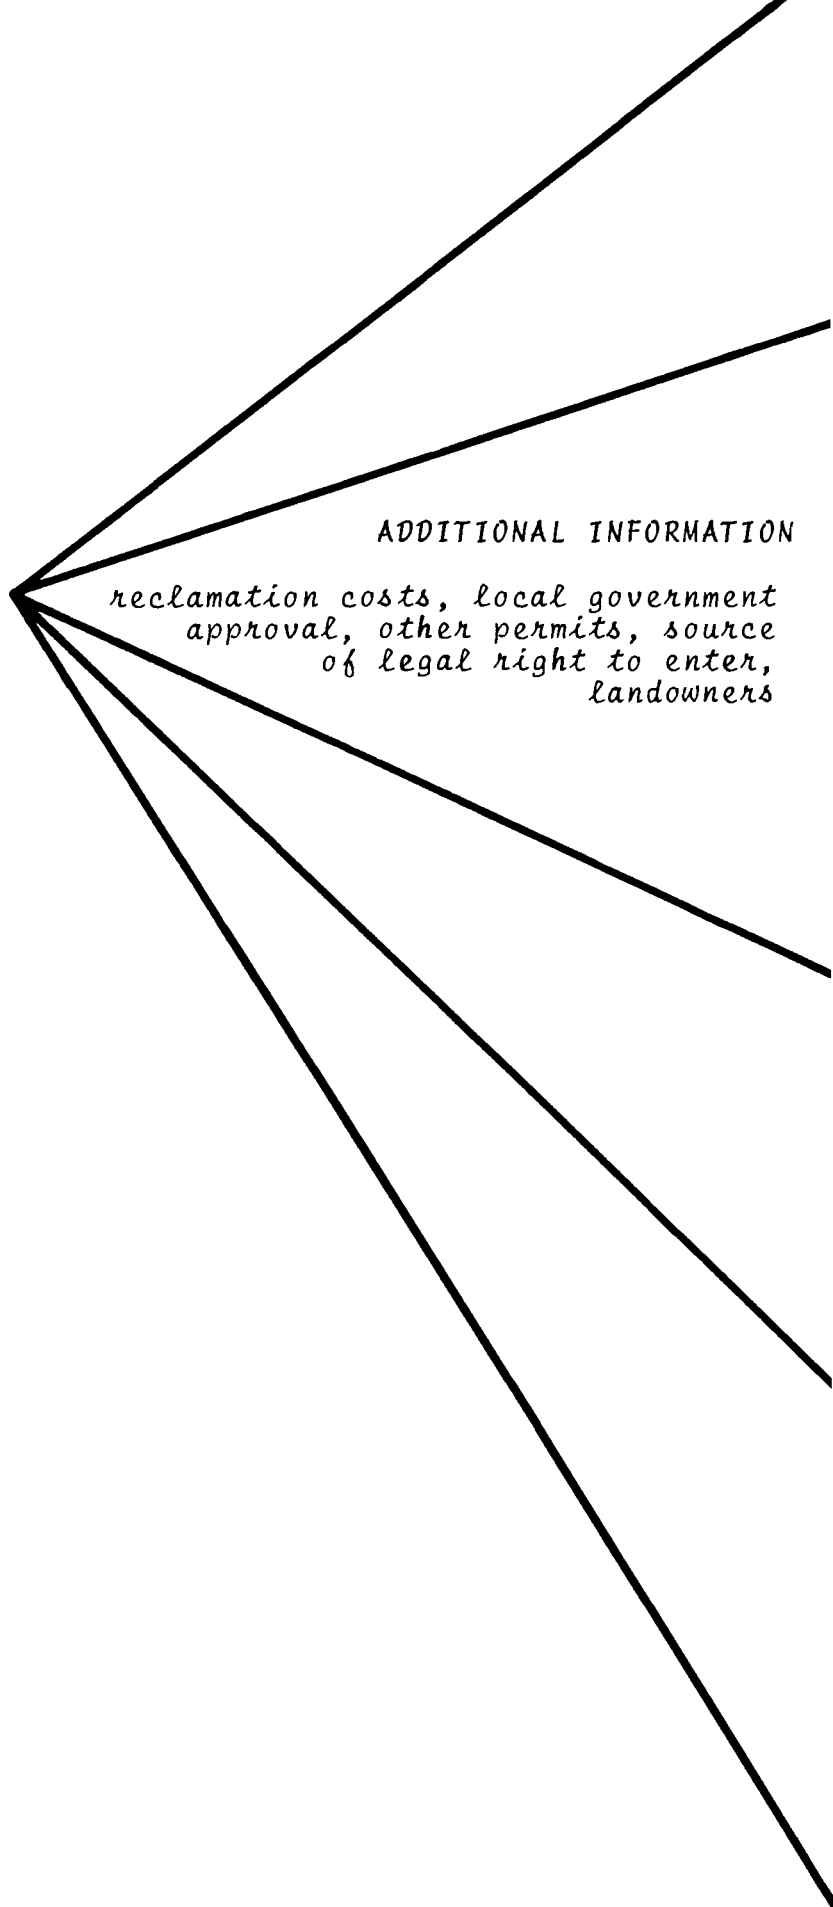 ADDITIONAL INFORMATION
reclamation costs, local government
approval, other permits, source
of legal right to enter,
landowners